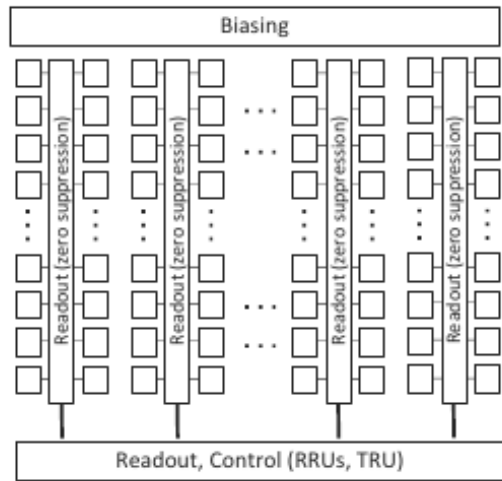 Biasing
Readout (zero suppression)
Readout (zero suppression)
Readout (zero suppression)
Readout (zero suppression)
Readout, Control (RRUs, TRU)